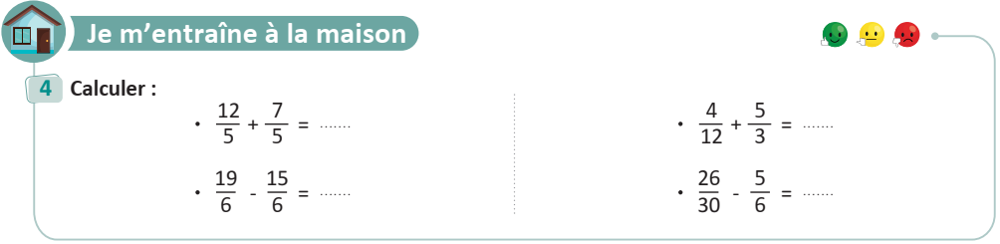 Je m'entraîne à la maison
4 Calculer :
• 12/5 + 7/5 = .......
• 19/6 - 15/6 = .......
• 4/12 + 5/3 = .......
• 26/30 - 5/6 = .......